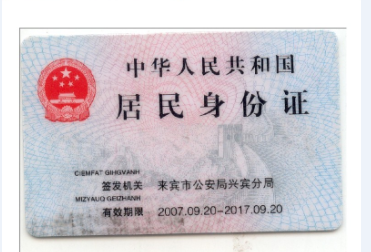 中华人民共和国
居民身份证
CIEMFAT GIHGVANH
签发机关 来宾市公安局兴宾分局
MIZYAUQ GEIZHANH
有效期限 2007.09.20-2017.09.20